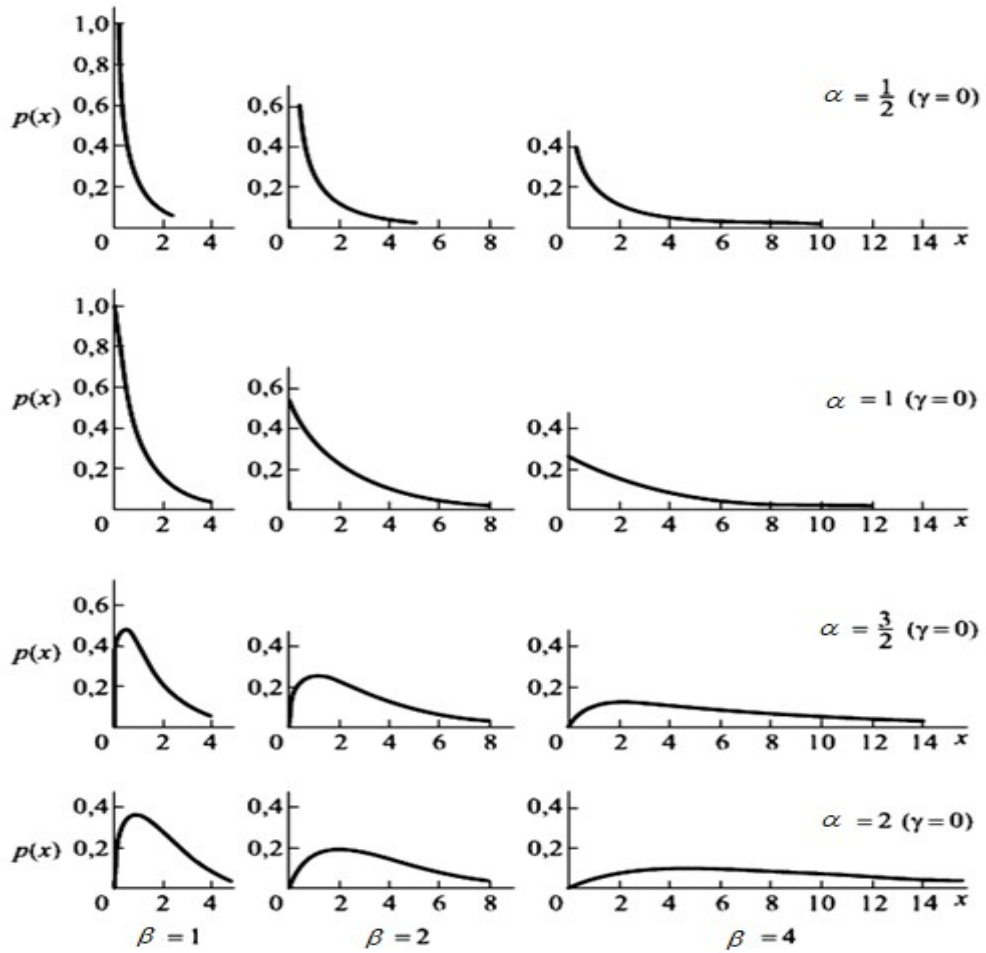 1,0
0,8
p(x) 0,6 0,6 α = 1/2 (γ=0)
0,4 0,4 0,4
0,2 0,2 0,2
0 2 4 0 2 4 6 8 0 2 4 6 8 10 12 14 x
1,0
0,8
p(x) 0,6 0,6 α = 1 (γ=0)
0,4 0,4 0,4
0,2 0,2 0,2
0 2 4 0 2 4 6 8 0 2 4 6 8 10 12 14 x
0,6
p(x) 0,4 0,4 0,4 α = 3/2 (γ=0)
0,2 0,2 0,2
0 2 4 0 2 4 6 8 0 2 4 6 8 10 12 14 x
0,4 0,4 0,4 α = 2 (γ=0)
p(x) 0,2 0,2 0,2
0 2 4 0 2 4 6 8 0 2 4 6 8 10 12 14 x
β = 1 β = 2 β = 4